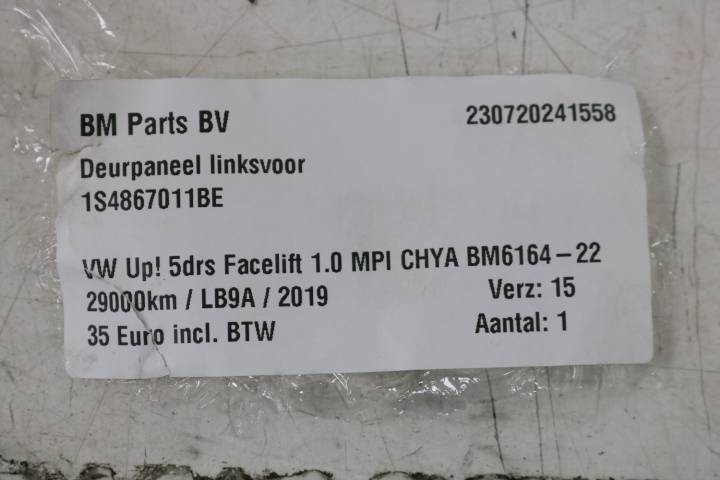 BM Parts BV 230720241558
Deurpaneel linksvoor
1S4867011BE
VW Up! 5drs Facelift 1.0 MPI CHYA BM6164-22
29000km / LB9A / 2019 Verz: 15
35 Euro incl. BTW Aantal: 1